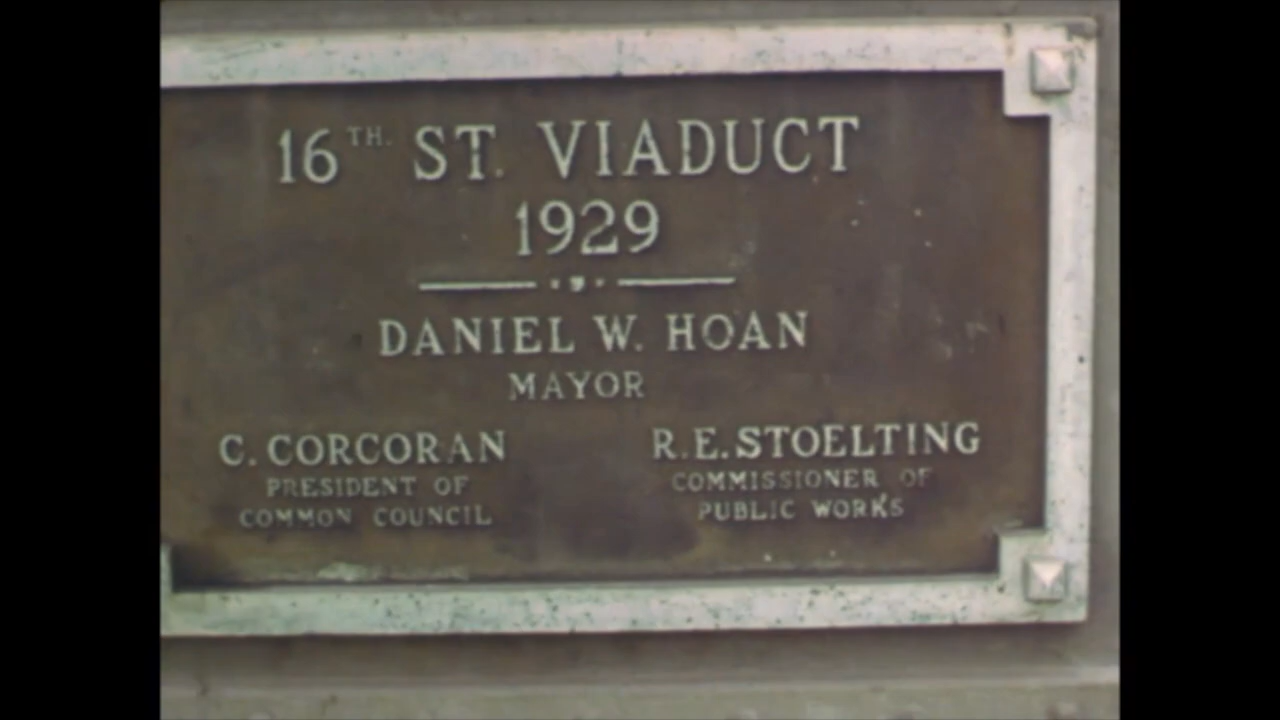 16TH. ST. VIADUCT
1929
DANIEL W. HOAN
MAYOR
C. CORCORAN
PRESIDENT OF
COMMON COUNCIL
R.E. STOELTING
COMMISSIONER OF
PUBLIC WORKS